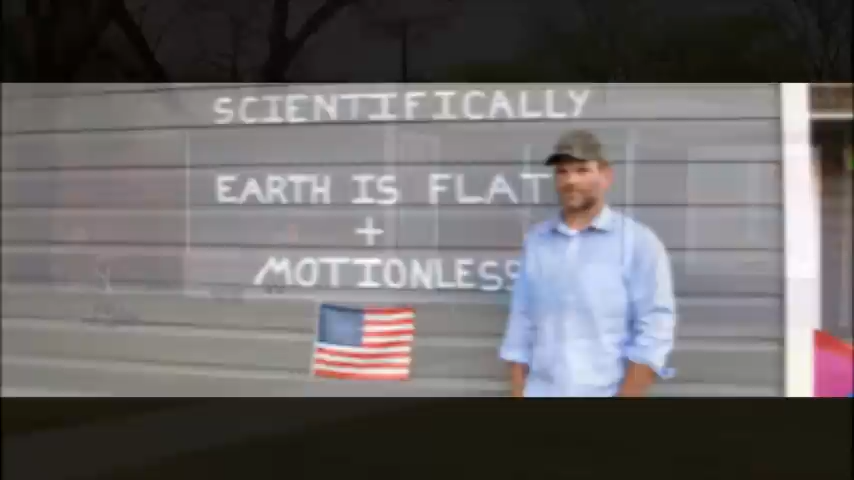 SCIENTIFICALLY
EARTH IS FLAT
+
MOTIONLESS